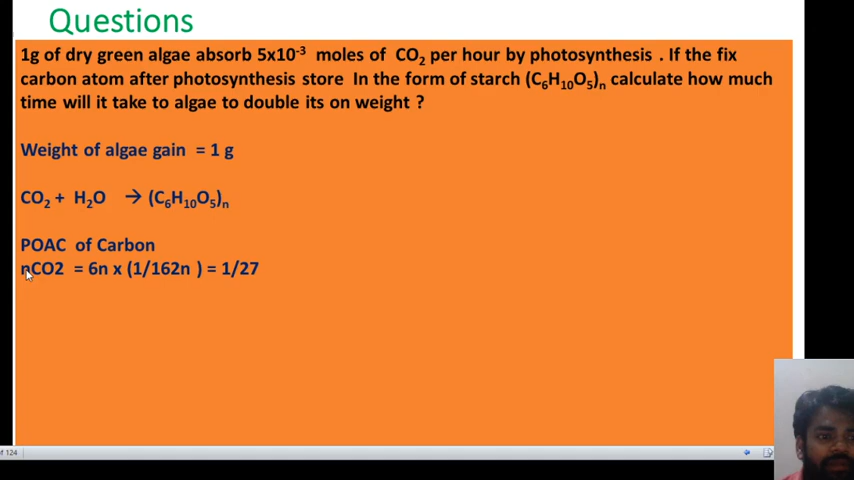 Questions
1g of dry green algae absorb 5x10⁻³ moles of CO₂ per hour by photosynthesis . If the fix
carbon atom after photosynthesis store In the form of starch (C₆H₁₀O₅)ₙ calculate how much
time will it take to algae to double its on weight ?
Weight of algae gain = 1 g
CO₂ + H₂O → (C₆H₁₀O₅)ₙ
POAC of Carbon
nCO2 = 6n x (1/162n ) = 1/27
of 124